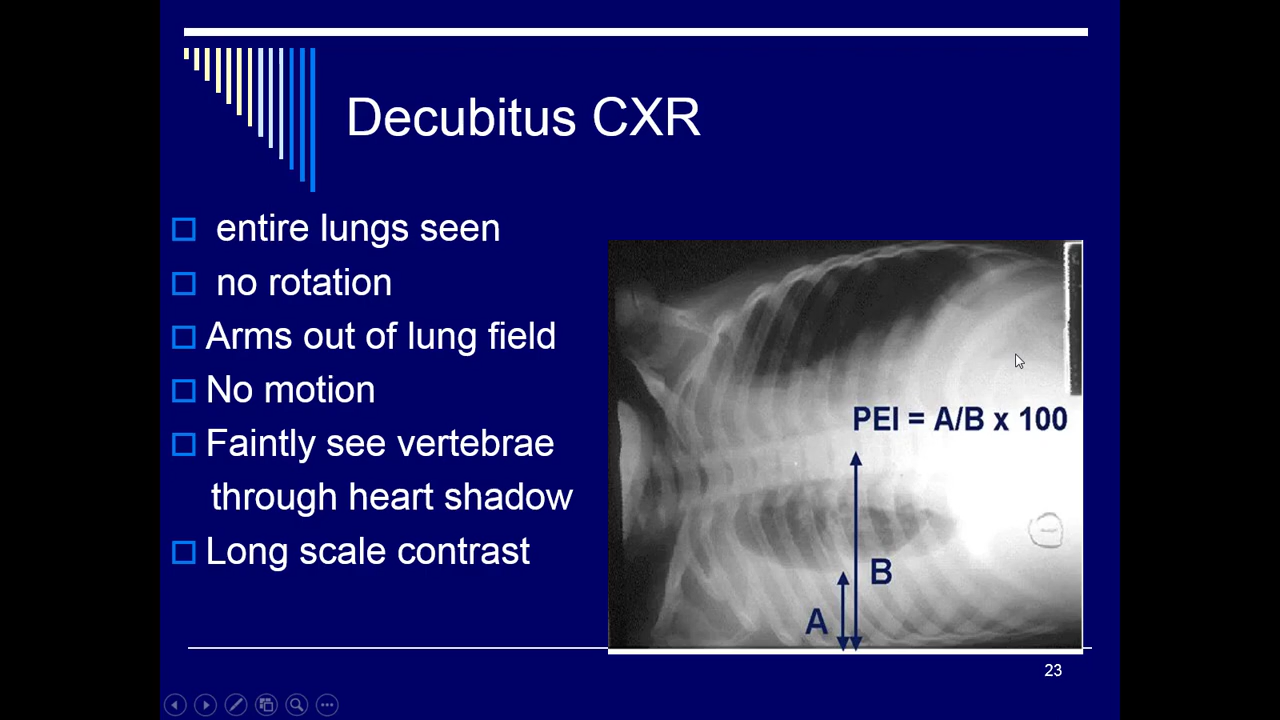 Decubitus CXR
entire lungs seen
no rotation
Arms out of lung field
No motion
Faintly see vertebrae
through heart shadow
Long scale contrast
PEI = A/B x 100
B
A
23